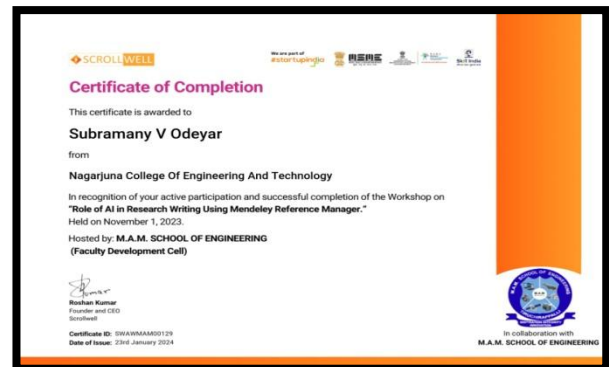 SCROLLWELL
We are part of
#startupindia
MSME
Skill India
Certificate of Completion
This certificate is awarded to
Subramany V Odeyar
from
Nagarjuna College Of Engineering And Technology
In recognition of your active participation and successful completion of the Workshop on
"Role of AI in Research Writing Using Mendeley Reference Manager."
Held on November 1, 2023.
Hosted by: M.A.M. SCHOOL OF ENGINEERING
(Faculty Development Cell)
Roshan Kumar
Founder and CEO
Scrollwell
Certificate ID: SWAWMAM00129
Date of Issue: 23rd January 2024
In collaboration with
M.A.M. SCHOOL OF ENGINEERING